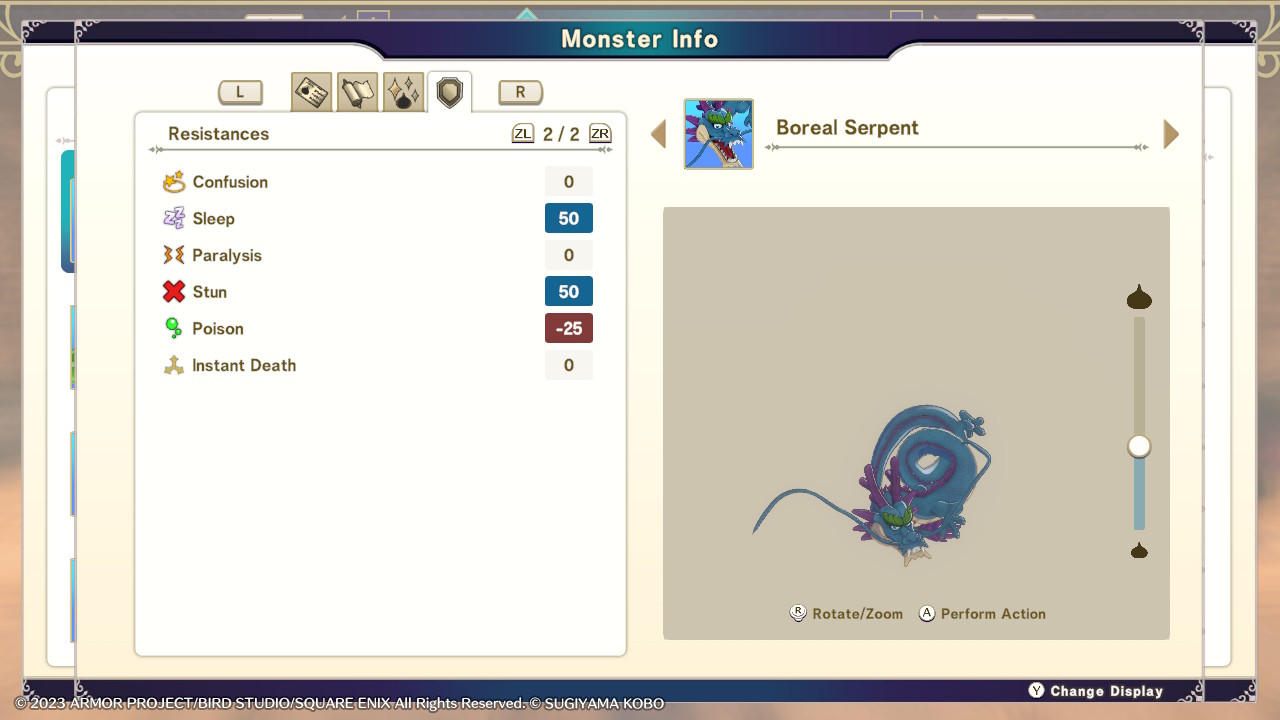 Monster Info
L
R
Resistances
ZL 2 / 2 ZR
Boreal Serpent
Confusion 0
Sleep 50
Paralysis 0
Stun 50
Poison -25
Instant Death 0
R Rotate/Zoom A Perform Action
Y Change Display
© 2023 ARMOR PROJECT/BIRD STUDIO/SQUARE ENIX All Rights Reserved. © SUGIYAMA KOBO